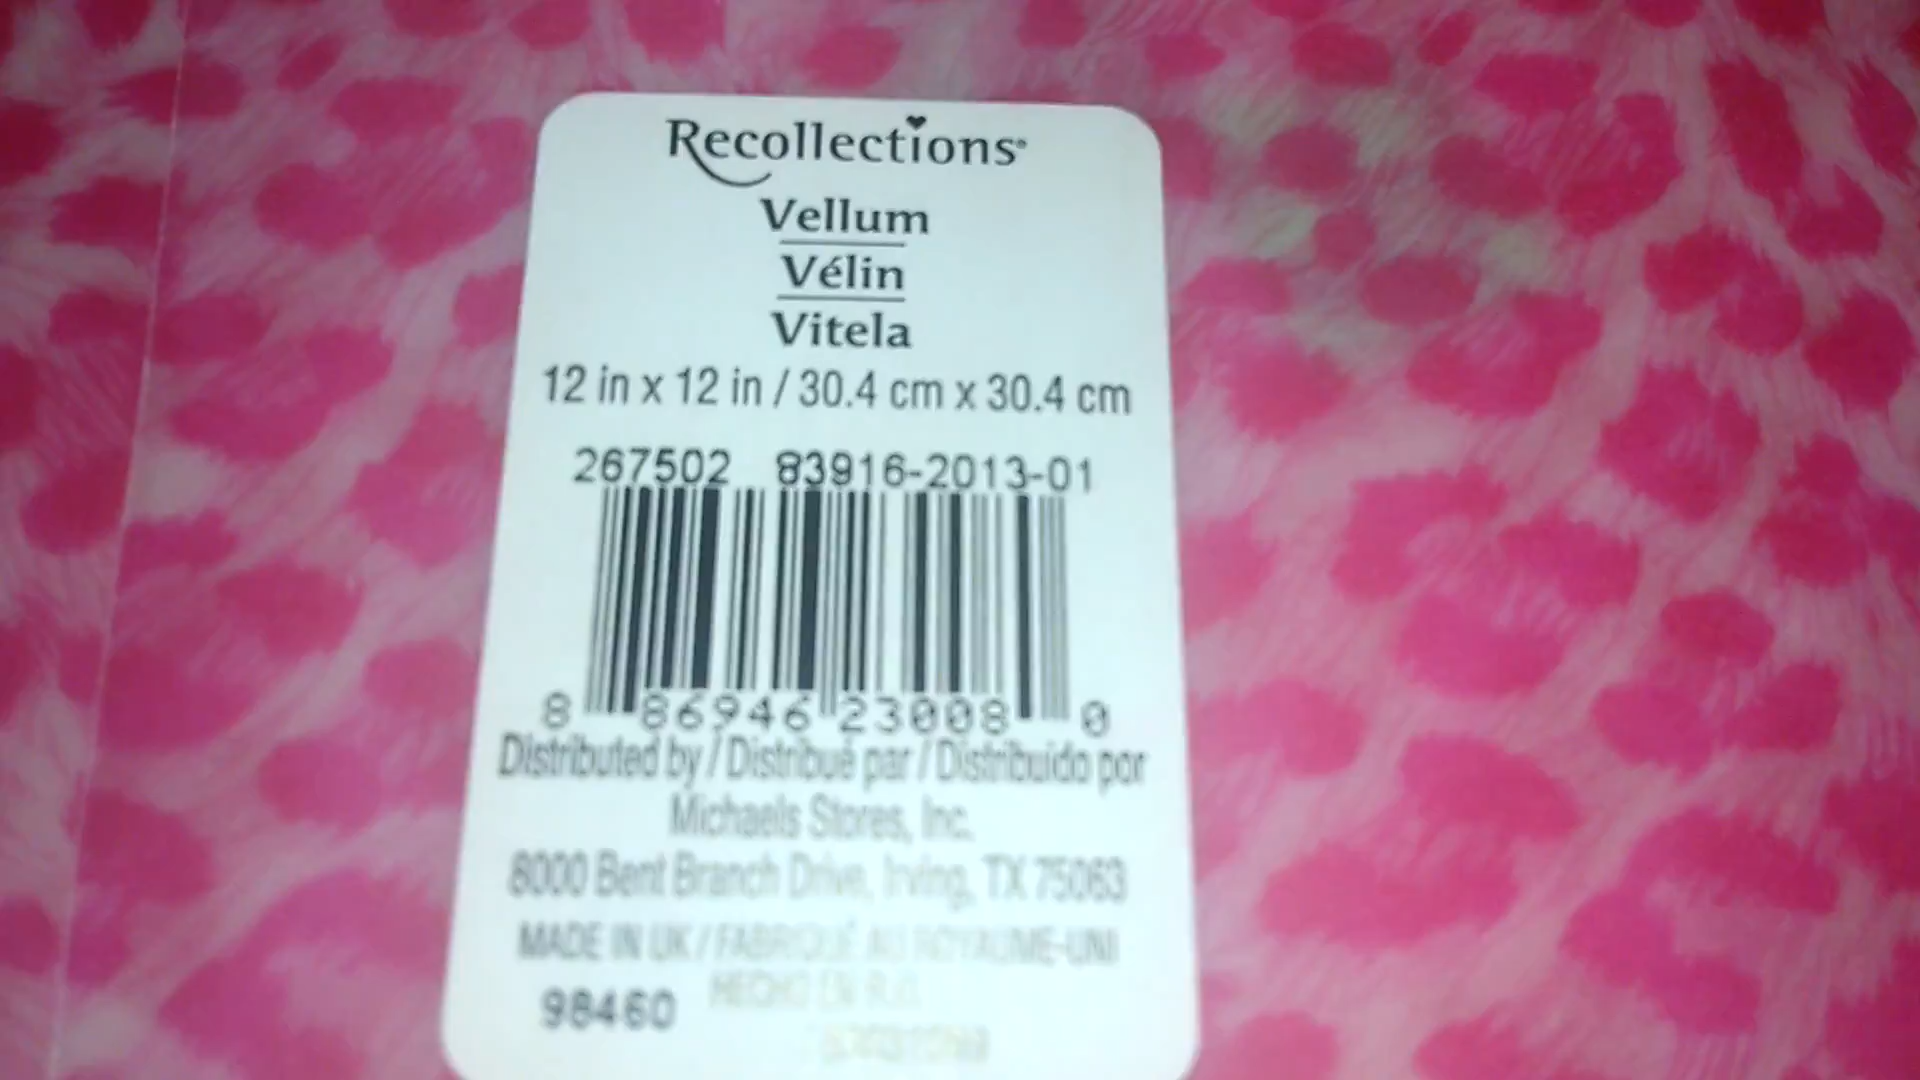 Recollections®
Vellum
Vélin
Vitela
12 in x 12 in / 30.4 cm x 30.4 cm
267502 83916-2013-01
8 86946 23008 0
Distributed by / Distribué par / Distribuido por
Michaels Stores, Inc.
8000 Bent Branch Drive, Irving, TX 75063
MADE IN UK / FABRIQUÉ AU ROYAUME-UNI
HECHO EN R.U.
98460